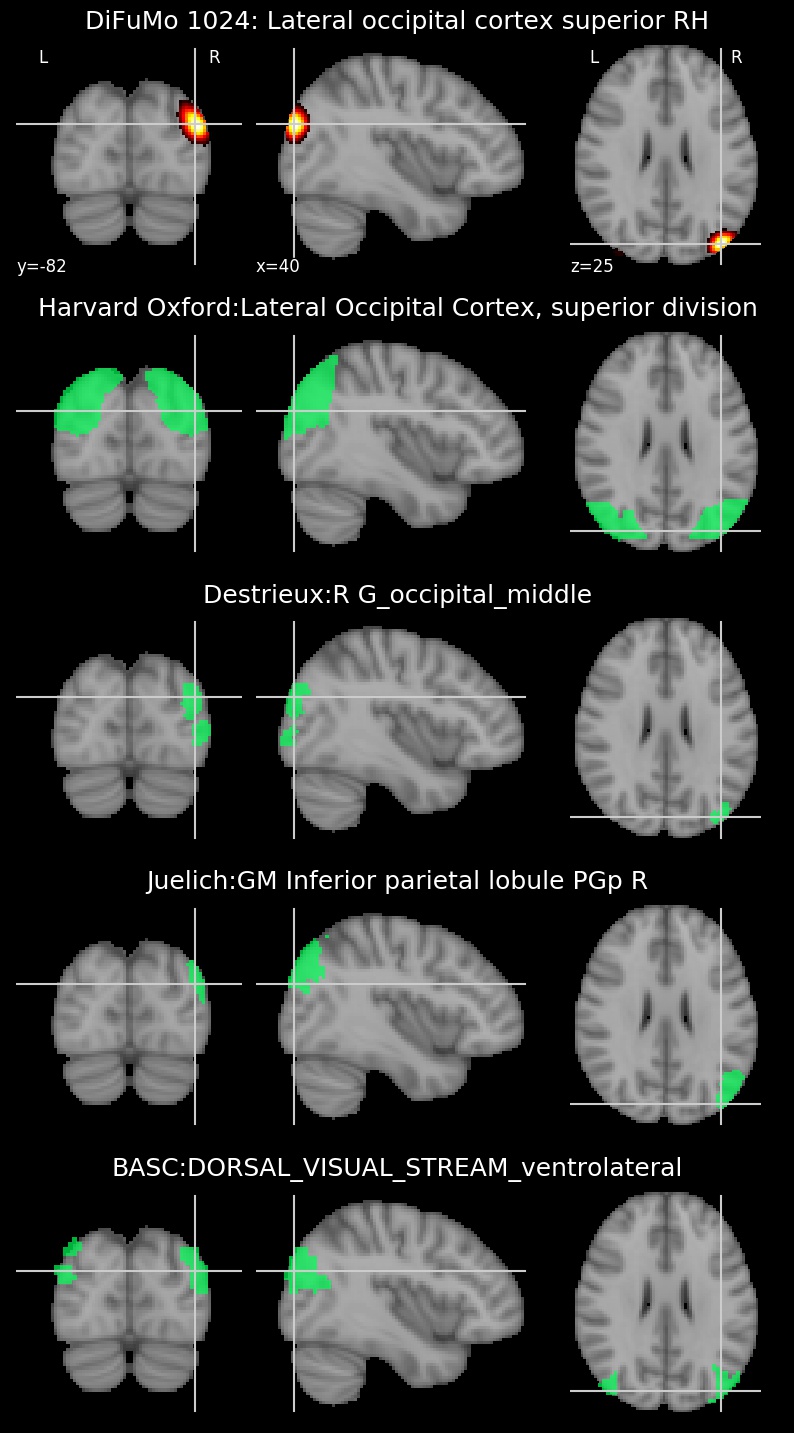 DiFuMo 1024: Lateral occipital cortex superior RH
L R L R
y=-82 x=40 z=25
Harvard Oxford:Lateral Occipital Cortex, superior division
Destrieux:R G_occipital_middle
Juelich:GM Inferior parietal lobule PGp R
BASC:DORSAL_VISUAL_STREAM_ventrolateral